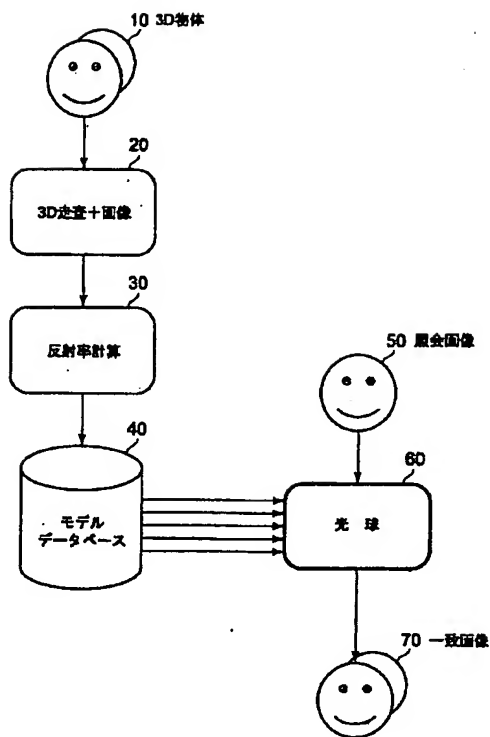 10 3D物体
20
3D走査+画像
30
反射率計算
50 照会画像
40
60
モデル
データベース
光 球
70 一致画像